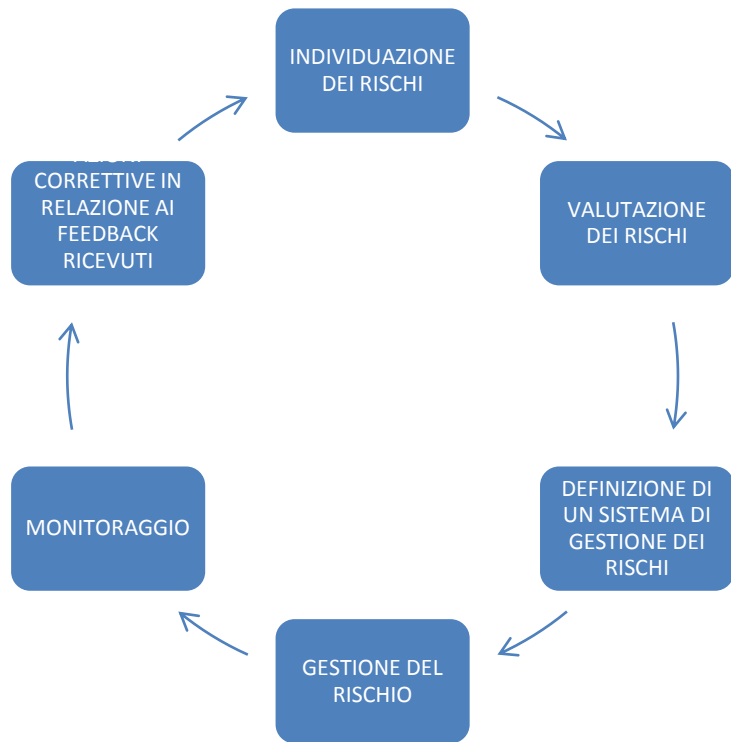 INDIVIDUAZIONE
DEI RISCHI
VALUTAZIONE
DEI RISCHI
DEFINIZIONE DI
UN SISTEMA DI
GESTIONE DEI
RISCHI
GESTIONE DEL
RISCHIO
MONITORAGGIO
CORRETTIVE IN
RELAZIONE AI
FEEDBACK
RICEVUTI